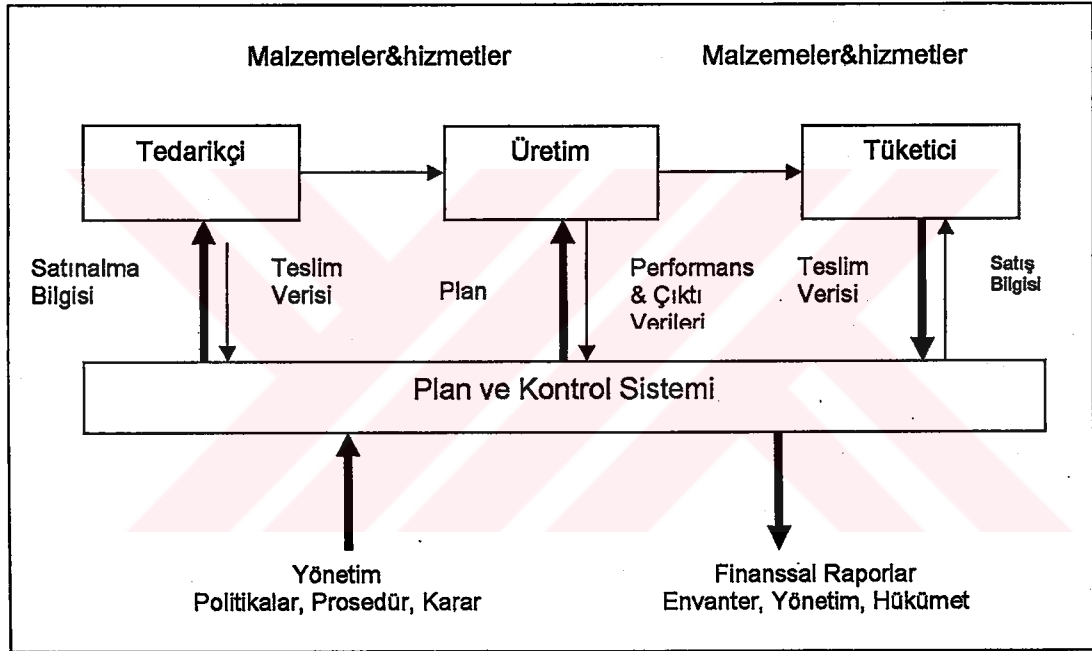 Malzemeler&hizmetler
Malzemeler&hizmetler
Tedarikçi
Üretim
Tüketici
Satınalma
Bilgisi
Teslim
Verisi
Plan
Performans
& Çıktı
Verileri
Teslim
Verisi
Satış
Bilgisi
Plan ve Kontrol Sistemi
Yönetim
Politikalar, Prosedür, Karar
Finanssal Raporlar
Envanter, Yönetim, Hükümet